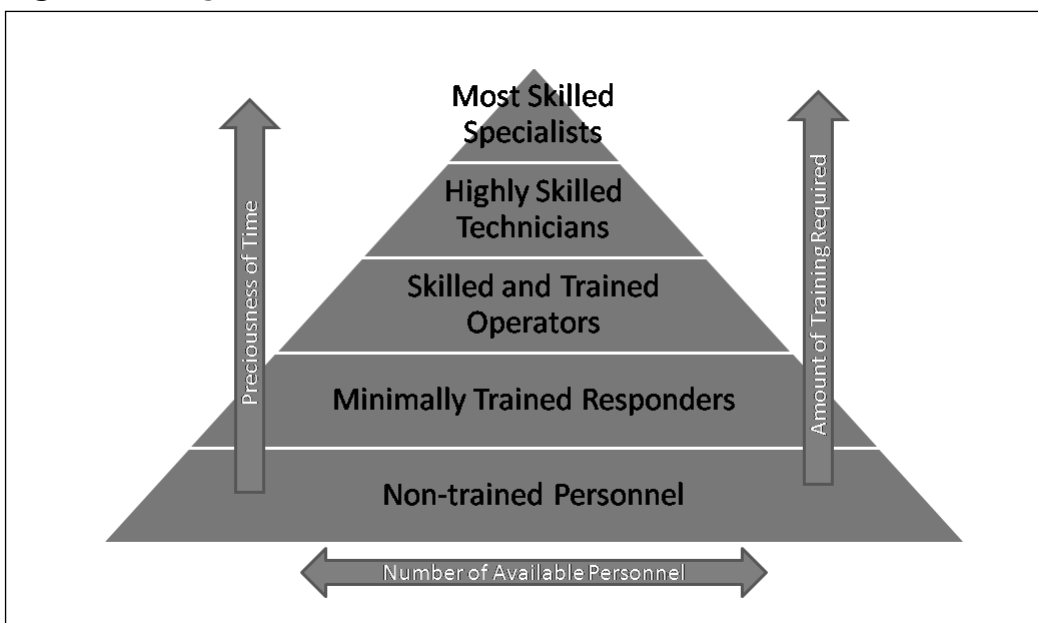 Most Skilled
Specialists
Highly Skilled
Technicians
Skilled and Trained
Operators
Minimally Trained Responders
Non-trained Personnel
Preciousness of Time
Amount of Training Required
Number of Available Personnel